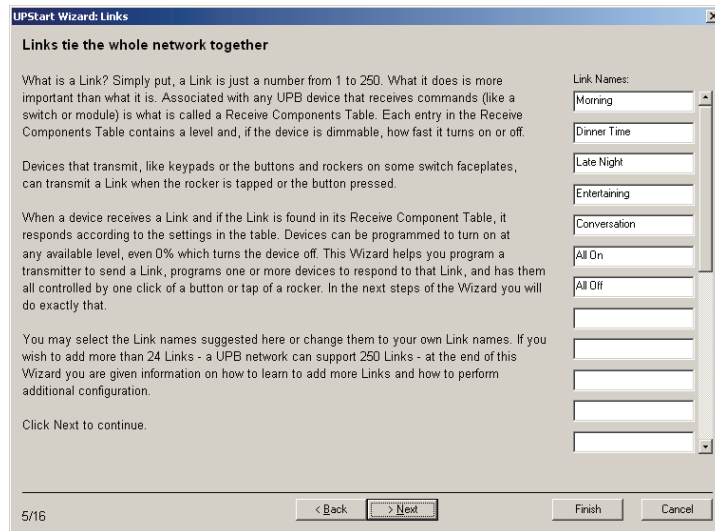 UPStart Wizard: Links
Links tie the whole network together
What is a Link? Simply put, a Link is just a number from 1 to 250. What it does is more
important than what it is. Associated with any UPB device that receives commands (like a
switch or module) is what is called a Receive Components Table. Each entry in the Receive
Components Table contains a level and, if the device is dimmable, how fast it turns on or off.
Devices that transmit, like keypads or the buttons and rockers on some switch faceplates,
can transmit a Link when the rocker is tapped or the button pressed.
When a device receives a Link and if the Link is found in its Receive Component Table, it
responds according to the settings in the table. Devices can be programmed to turn on at
any available level, even 0% which turns the device off. This Wizard helps you program a
transmitter to send a Link, programs one or more devices to respond to that Link, and has them
all controlled by one click of a button or tap of a rocker. In the next steps of the Wizard you will
do exactly that.
You may select the Link names suggested here or change them to your own Link names. If you
wish to add more than 24 Links - a UPB network can support 250 Links - at the end of this
Wizard you are given information on how to learn to add more Links and how to perform
additional configuration.
Click Next to continue.
Link Names:
Morning
Dinner Time
Late Night
Entertaining
Conversation
All On
All Off
5/16
< Back
> Next
Finish
Cancel